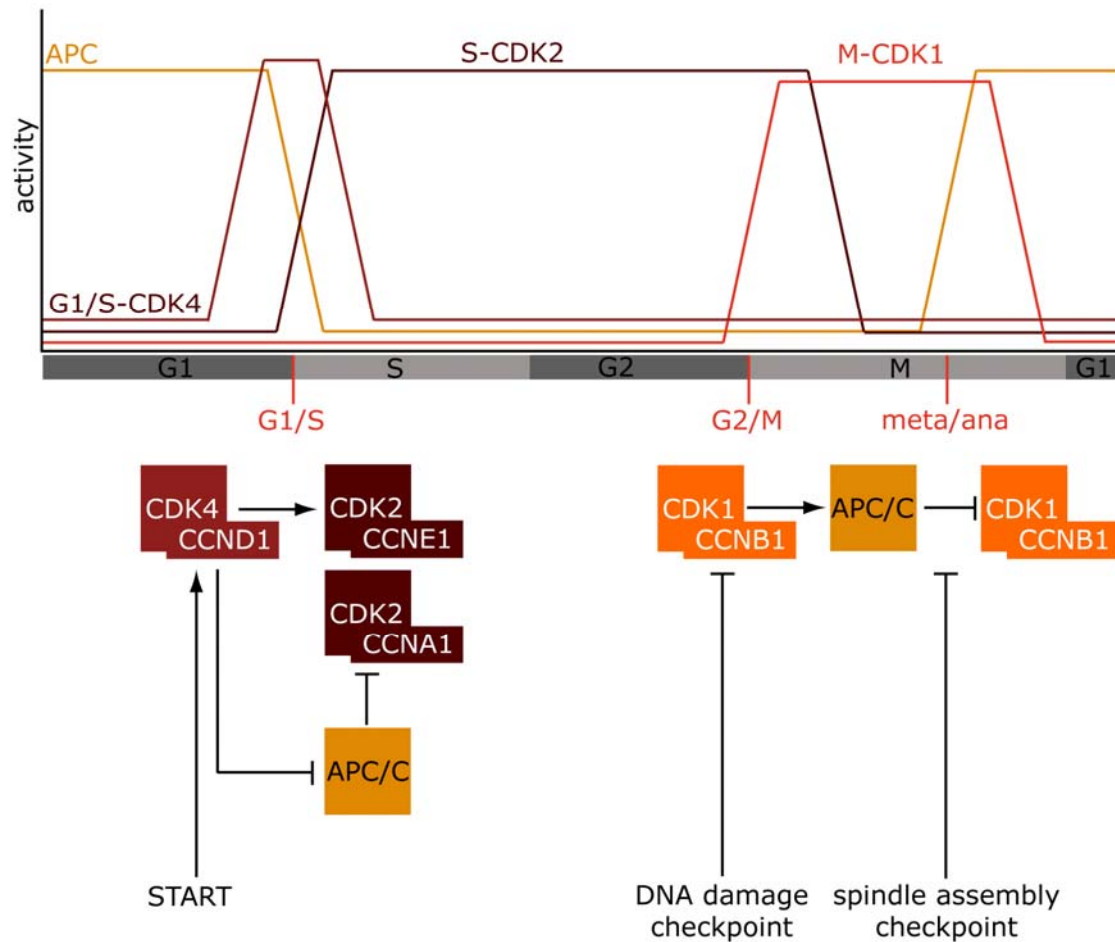 APC
S-CDK2
M-CDK1
activity
G1/S-CDK4
G1
S
G2
M
G1
G1/S
G2/M
meta/ana
CDK4
CCND1
CDK2
CCNE1
CDK1
CCNB1
APC/C
CDK1
CCNB1
CDK2
CCNA1
APC/C
START
DNA damage
checkpoint
spindle assembly
checkpoint